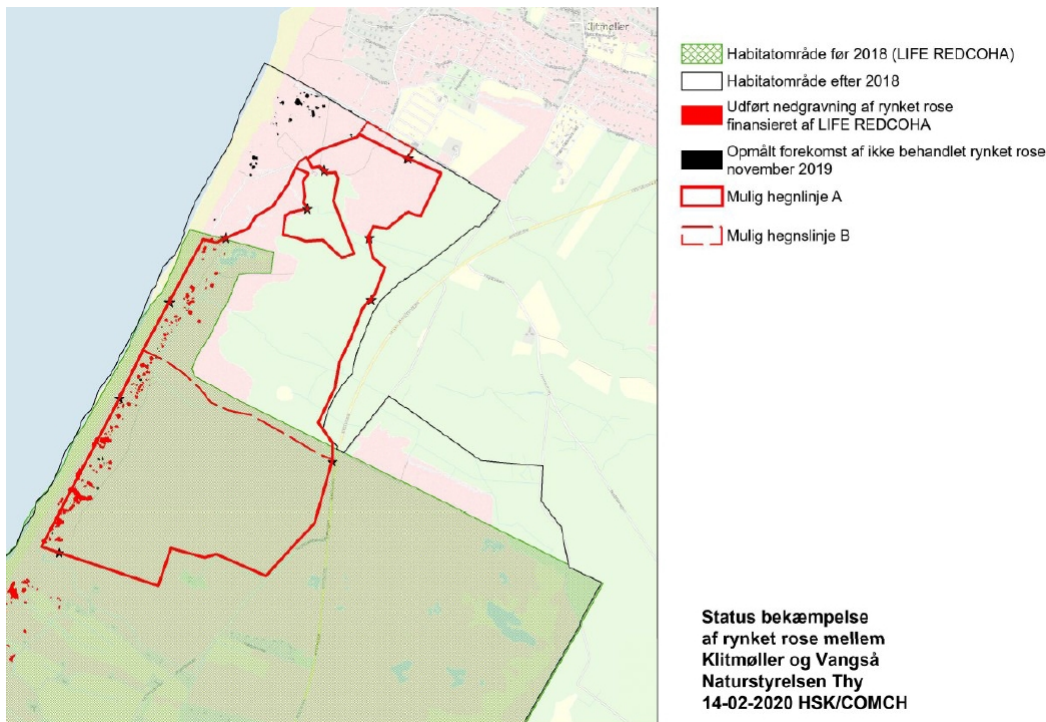 Klitmøller
Habitatområde før 2018 (LIFE REDCOHA)
Habitatområde efter 2018
Udført nedgravning af rynket rose
finansieret af LIFE REDCOHA
Opmålt forekomst af ikke behandlet rynket rose
november 2019
Mulig hegnlinje A
Mulig hegnslinje B
Status bekæmpelse
af rynket rose mellem
Klitmøller og Vangså
Naturstyrelsen Thy
14-02-2020 HSK/COMCH